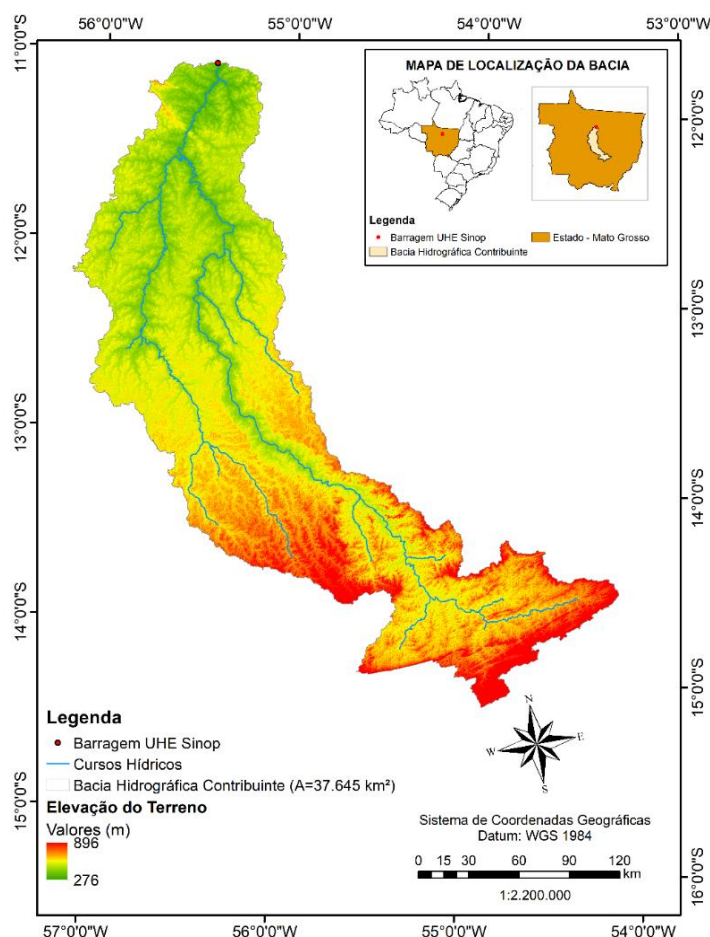 56°0'0"W
55°0'0"W
54°0'0"W
53°0'0"W
11°0'0"S
12°0'0"S
13°0'0"S
14°0'0"S
15°0'0"S
MAPA DE LOCALIZAÇÃO DA BACIA
Legenda
Barragem UHE Sinop
Estado - Mato Grosso
Bacia Hidrográfica Contribuinte
12°0'0"S
13°0'0"S
14°0'0"S
15°0'0"S
16°0'0"S
Legenda
Barragem UHE Sinop
Cursos Hídricos
Bacia Hidrográfica Contribuinte (A=37.645 km²)
Elevação do Terreno
Valores (m)
896
276
N
E
S
W
Sistema de Coordenadas Geográficas
Datum: WGS 1984
0 15 30 60 90 120
km
1:2.200.000
57°0'0"W
56°0'0"W
55°0'0"W
54°0'0"W